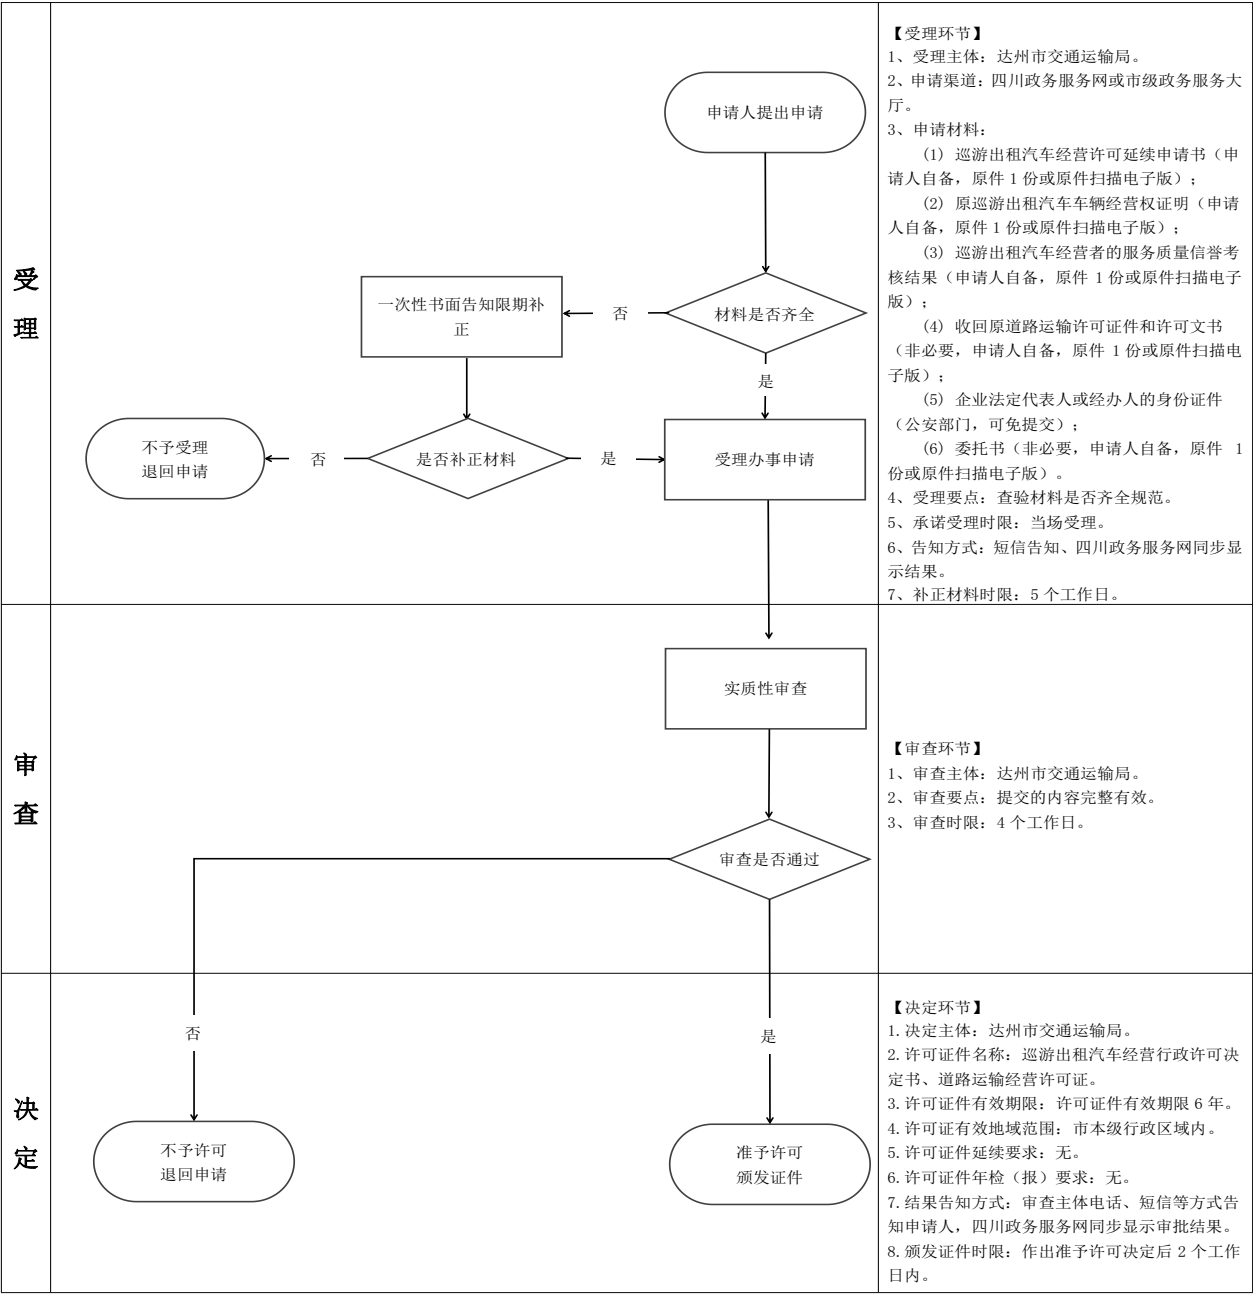 受
理
申请人提出申请
材料是否齐全
否
一次性书面告知限期补
正
是
是否补正材料
否
不予受理
退回申请
是
受理办事申请
【受理环节】
1、受理主体：达州市交通运输局。
2、申请渠道：四川政务服务网或市级政务服务大
厅。
3、申请材料：
(1) 巡游出租汽车经营许可延续申请书（申
请人自备，原件 1 份或原件扫描电子版）；
(2) 原巡游出租汽车车辆经营权证明（申请
人自备，原件 1 份或原件扫描电子版）；
(3) 巡游出租汽车经营者的服务质量信誉考
核结果（申请人自备，原件 1 份或原件扫描电子
版）；
(4) 收回原道路运输许可证件和许可文书
（非必要，申请人自备，原件 1 份或原件扫描电
子版）；
(5) 企业法定代表人或经办人的身份证件
（公安部门，可免提交）；
(6) 委托书（非必要，申请人自备，原件 1
份或原件扫描电子版）。
4、受理要点：查验材料是否齐全规范。
5、承诺受理时限：当场受理。
6、告知方式：短信告知、四川政务服务网同步显
示结果。
7、补正材料时限：5 个工作日。
审
查
实质性审查
审查是否通过
【审查环节】
1、审查主体：达州市交通运输局。
2、审查要点：提交的内容完整有效。
3、审查时限：4 个工作日。
决
定
否
不予许可
退回申请
是
准予许可
颁发证件
【决定环节】
1.决定主体：达州市交通运输局。
2.许可证件名称：巡游出租汽车经营行政许可决
定书、道路运输经营许可证。
3.许可证件有效期限：许可证件有效期限 6 年。
4.许可证有效地域范围：市本级行政区域内。
5.许可证件延续要求：无。
6.许可证件年检（报）要求：无。
7.结果告知方式：审查主体电话、短信等方式告
知申请人，四川政务服务网同步显示审批结果。
8.颁发证件时限：作出准予许可决定后 2 个工作
日内。